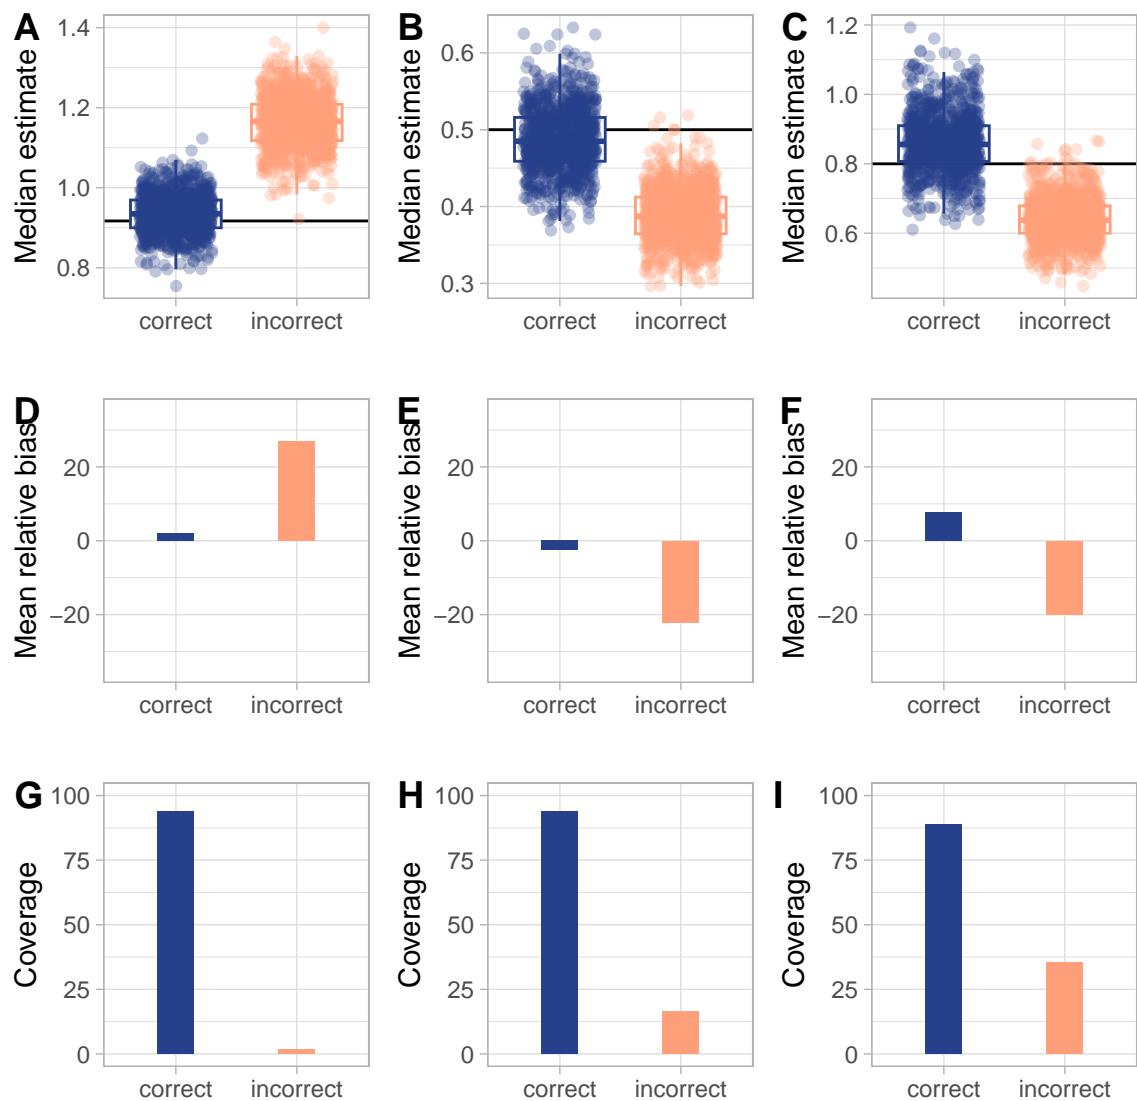 A
Median estimate
1.4
1.2
1.0
0.8
correct
incorrect
B
Median estimate
0.6
0.5
0.4
0.3
correct
incorrect
C
Median estimate
1.2
1.0
0.8
0.6
correct
incorrect
D
Mean relative bias
20
0
−20
correct
incorrect
E
Mean relative bias
20
0
−20
correct
incorrect
F
Mean relative bias
20
0
−20
correct
incorrect
G
Coverage
100
75
50
25
0
correct
incorrect
H
Coverage
100
75
50
25
0
correct
incorrect
I
Coverage
100
75
50
25
0
correct
incorrect